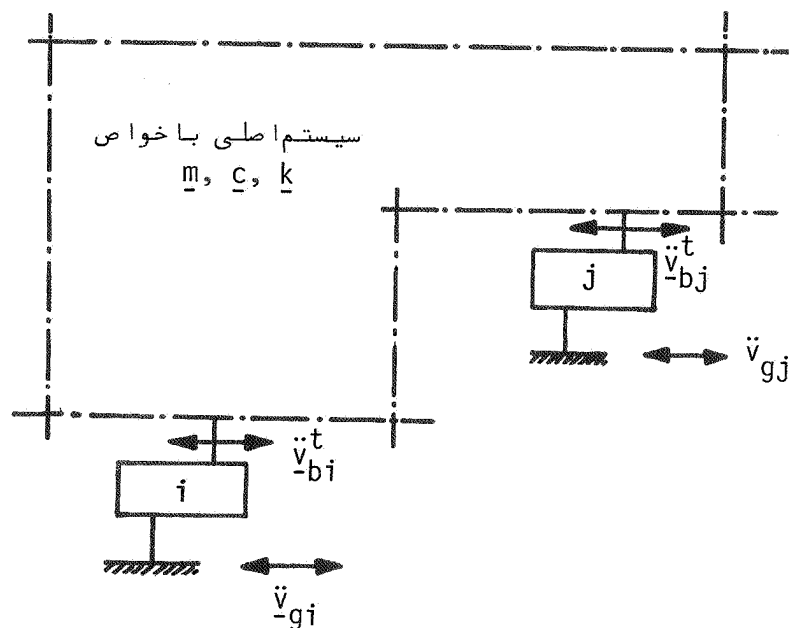 سیستم اصلی با خواص
m, c, k
v̈ᵗbj
j
v̈gj
v̈ᵗbi
i
v̈gi